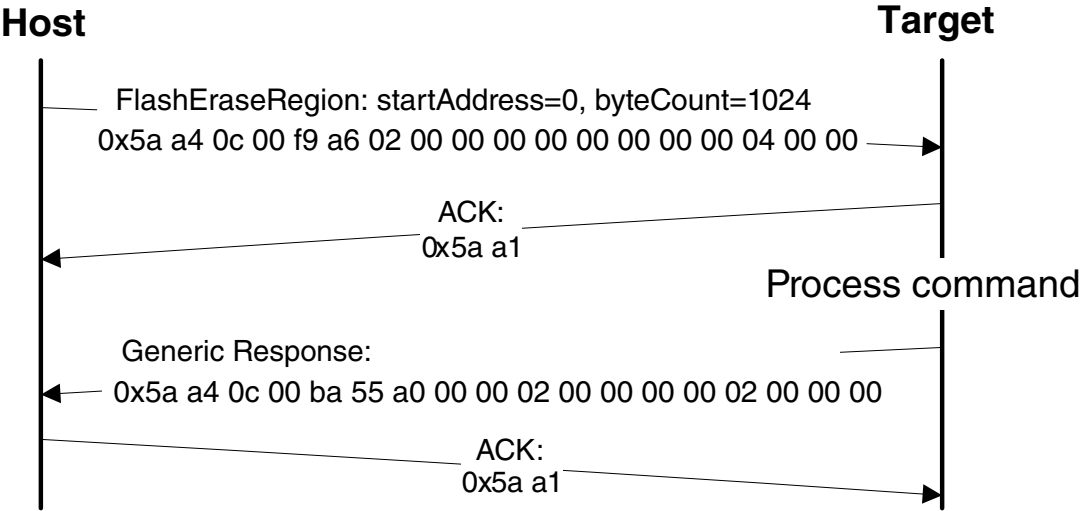 Host
Target
FlashEraseRegion: startAddress=0, byteCount=1024
0x5a a4 0c 00 f9 a6 02 00 00 00 00 00 00 00 00 04 00 00
ACK:
0x5a a1
Process command
Generic Response:
0x5a a4 0c 00 ba 55 a0 00 00 02 00 00 00 00 02 00 00 00
ACK:
0x5a a1